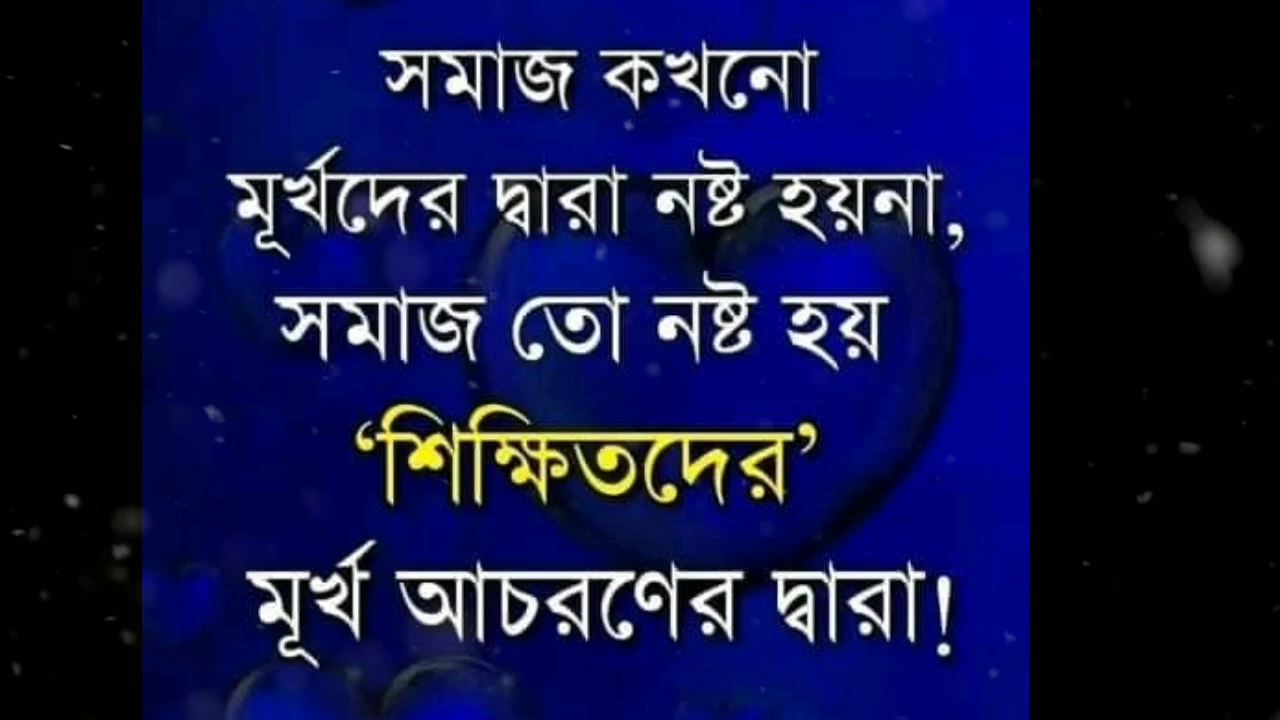 সমাজ কখনো
মূর্খদের দ্বারা নষ্ট হয়না,
সমাজ তো নষ্ট হয়
‘শিক্ষিতদের’
মূর্খ আচরণের দ্বারা!